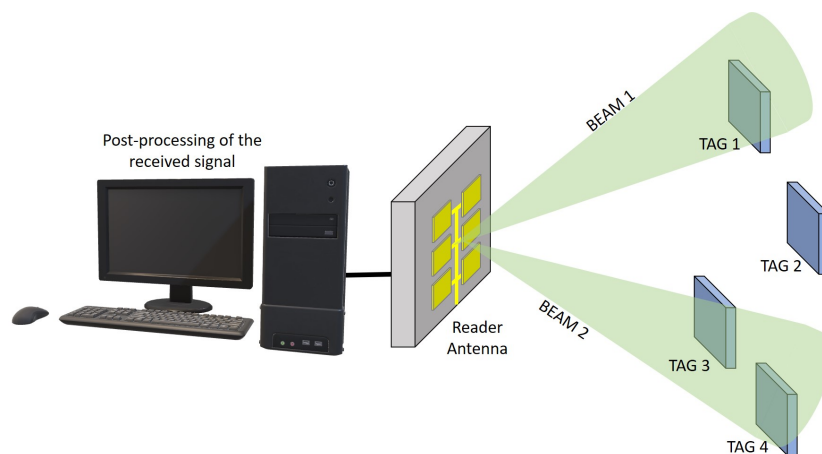 Post-processing of the
received signal
BEAM 1
TAG 1
TAG 2
BEAM 2
Reader
Antenna
TAG 3
TAG 4